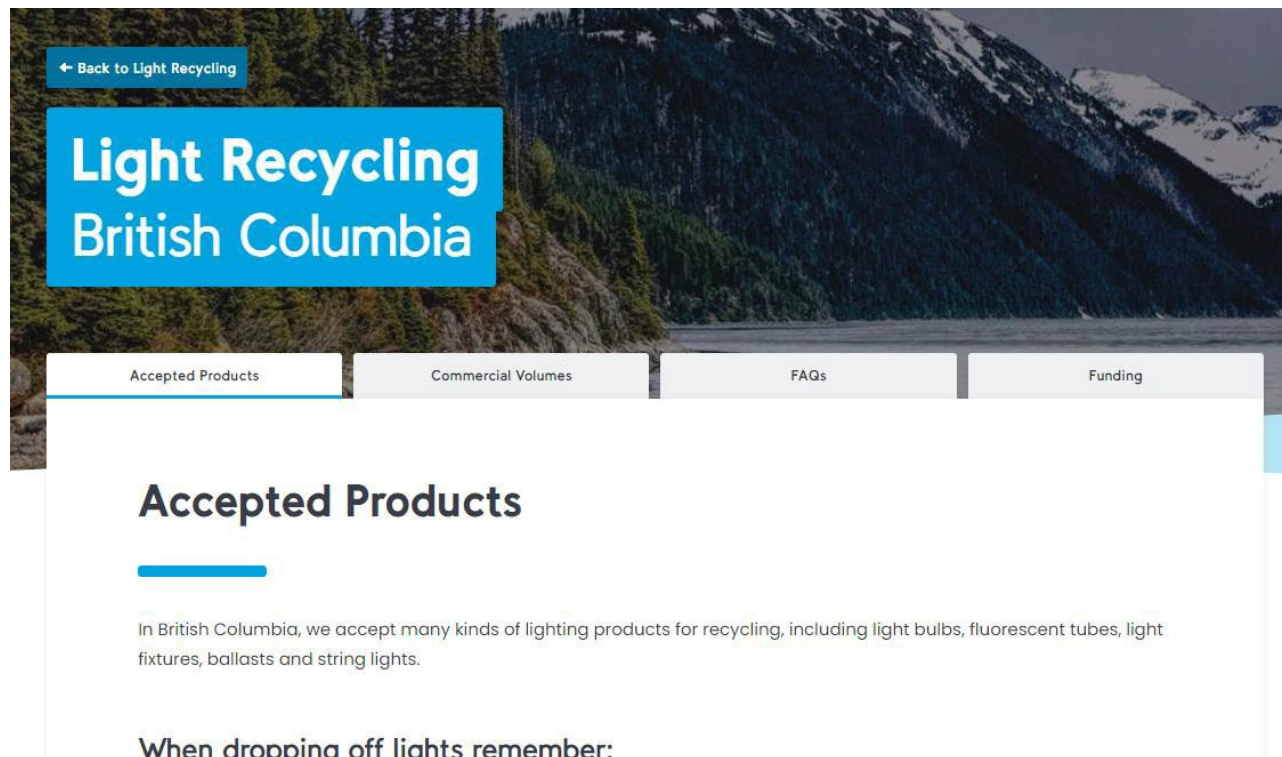 ← Back to Light Recycling
Light Recycling
British Columbia
Accepted Products
Commercial Volumes
FAQs
Funding
Accepted Products
In British Columbia, we accept many kinds of lighting products for recycling, including light bulbs, fluorescent tubes, light
fixtures, ballasts and string lights.
When dropping off lights remember: